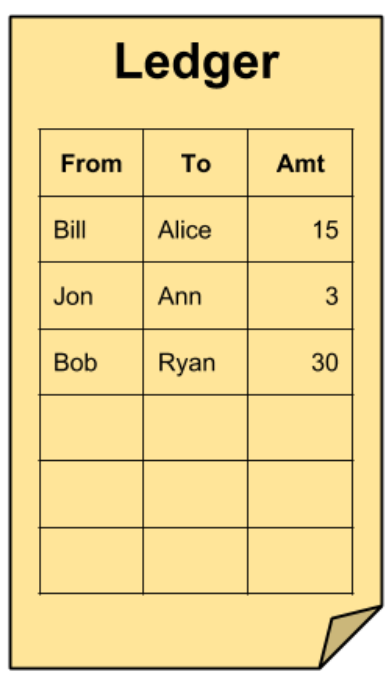 Ledger
From To Amt
Bill Alice 15
Jon Ann 3
Bob Ryan 30